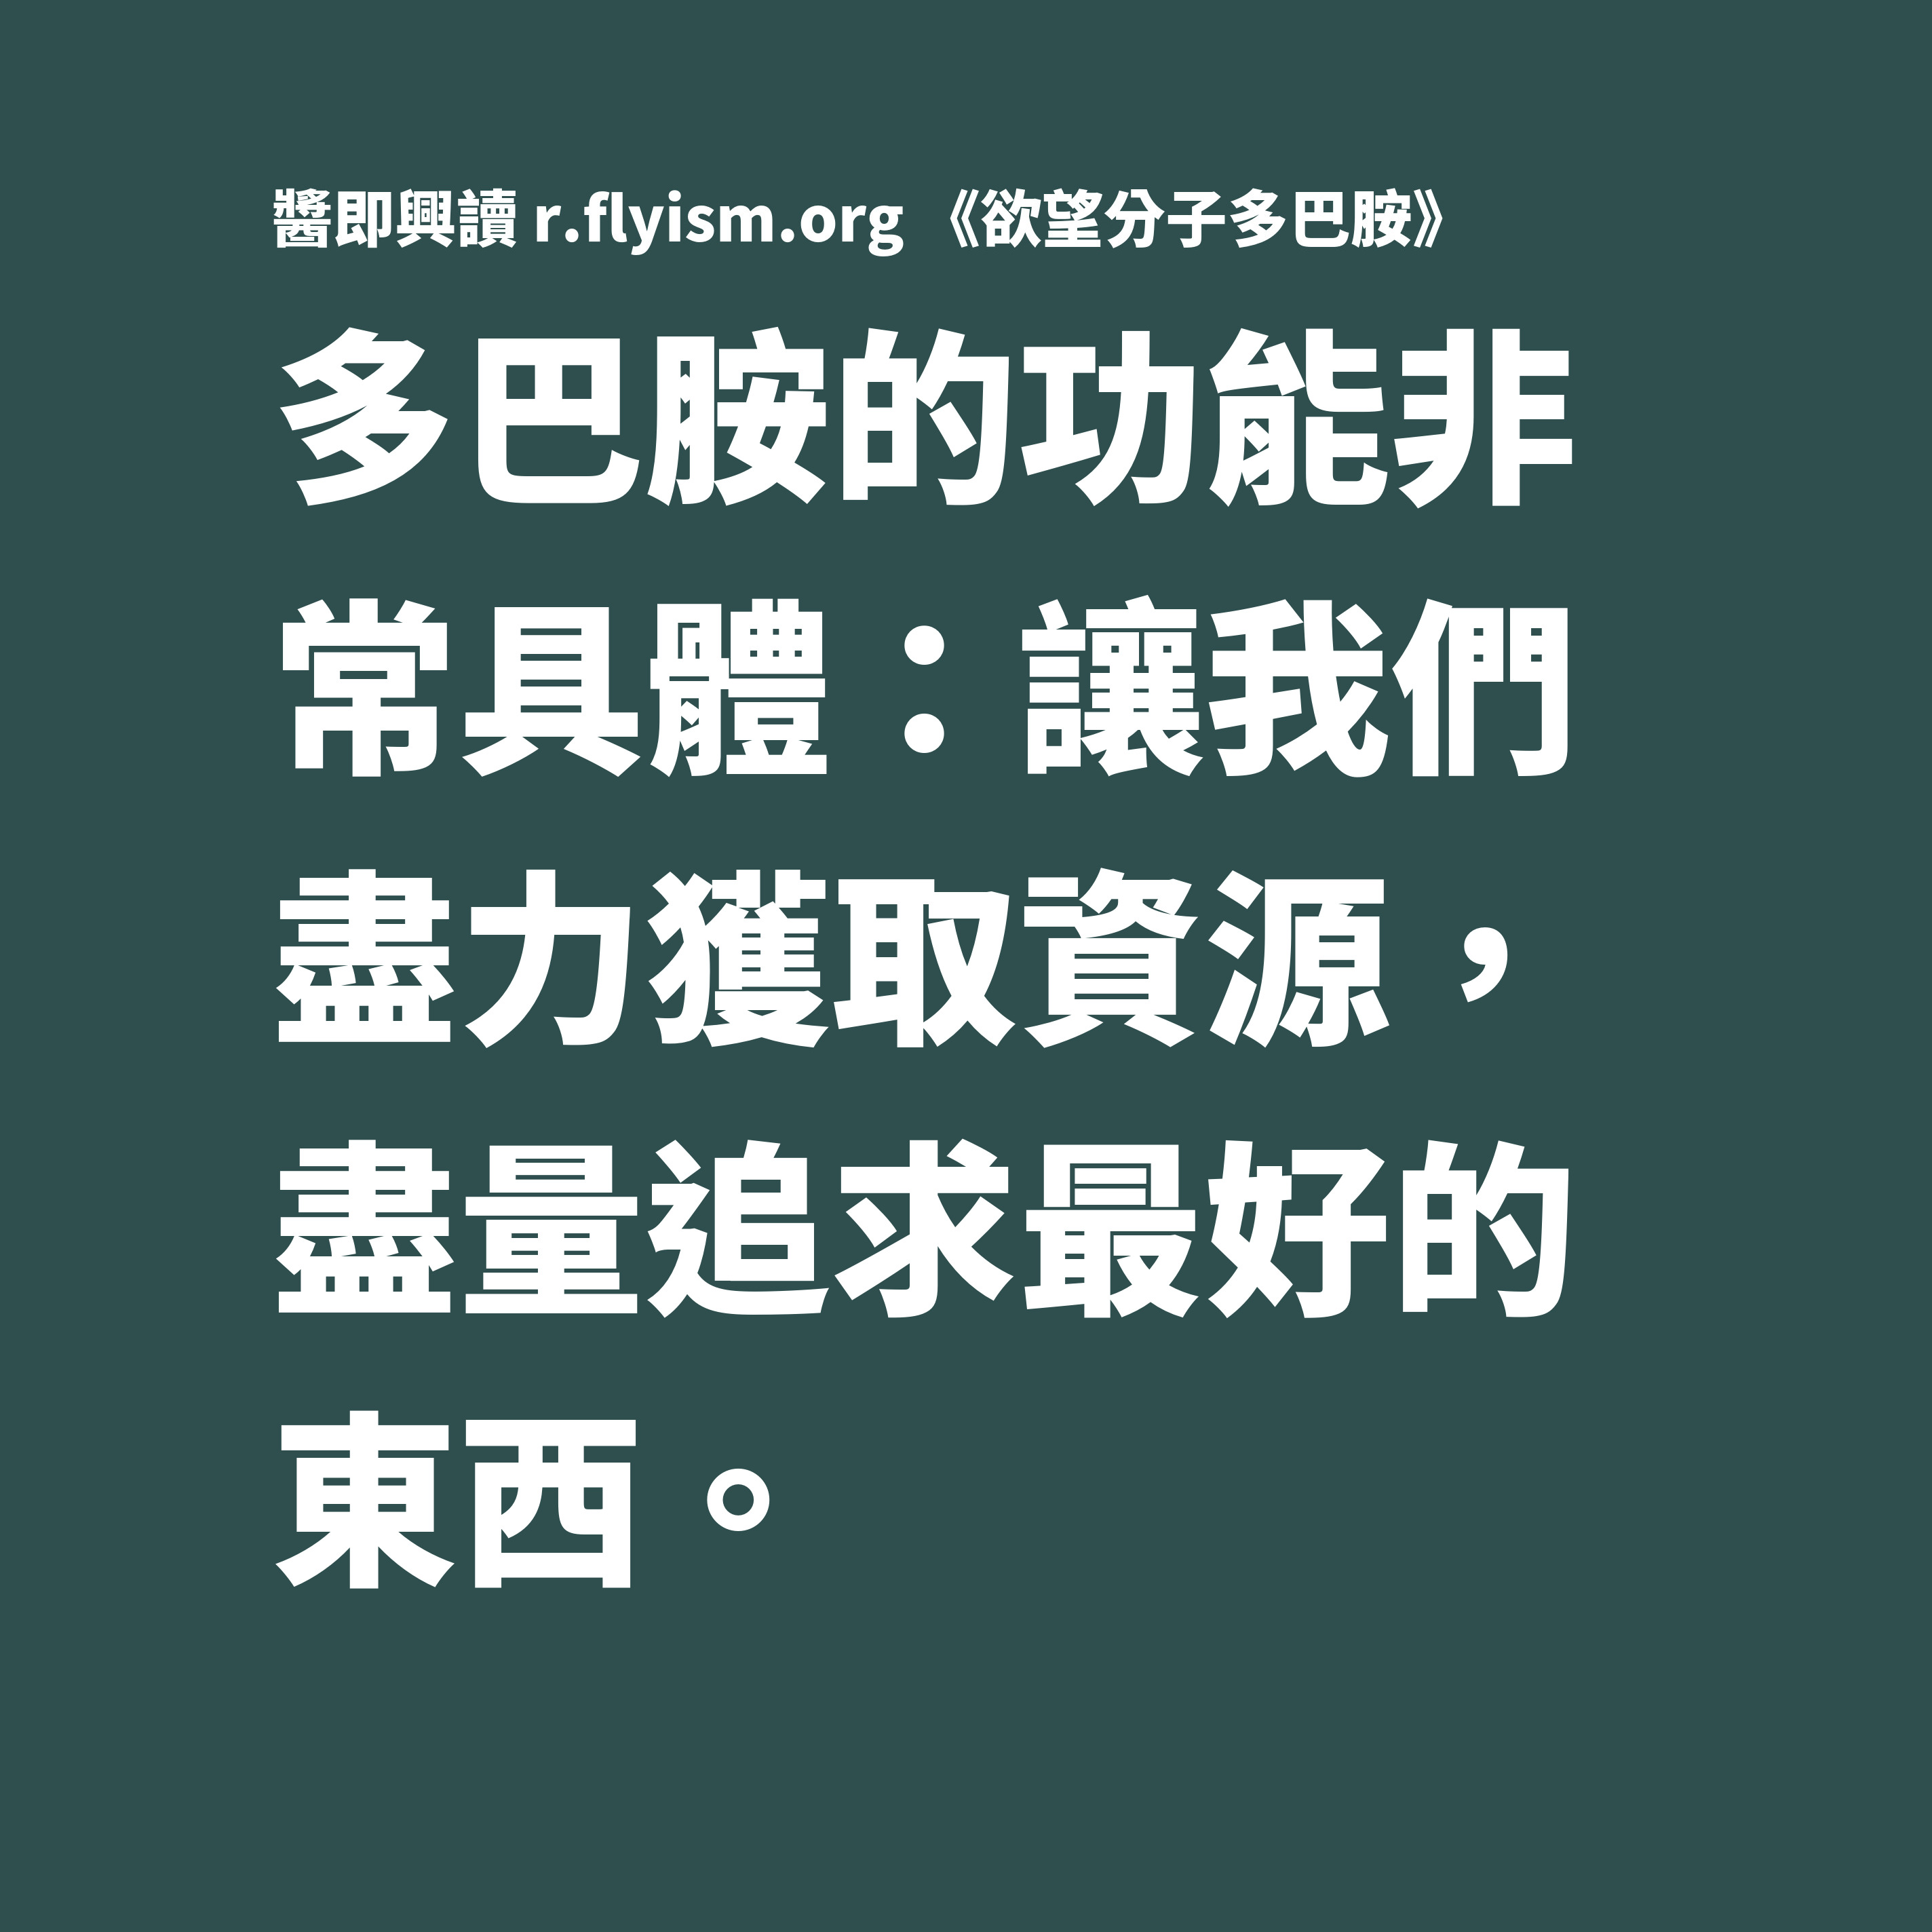 醬即興讀 r.flyism.org 《欲望分子多巴胺》
多巴胺的功能非
常具體：讓我們
盡力獲取資源，
盡量追求最好的
東西。